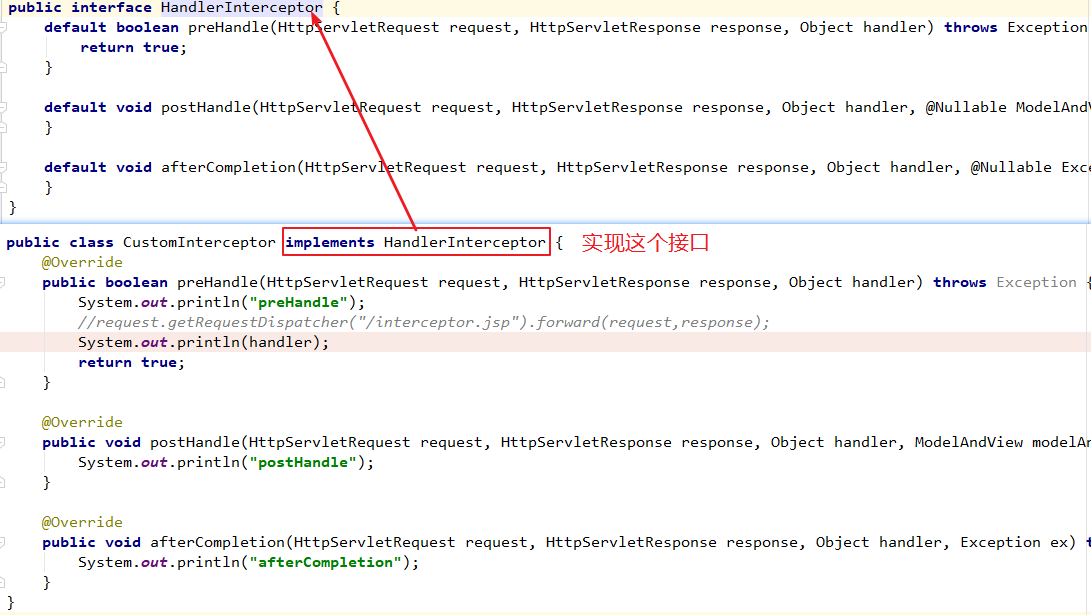 public interface HandlerInterceptor {
    default boolean preHandle(HttpServletRequest request, HttpServletResponse response, Object handler) throws Exception
        return true;
    }
    default void postHandle(HttpServletRequest request, HttpServletResponse response, Object handler, @Nullable ModelAndV
    }
    default void afterCompletion(HttpServletRequest request, HttpServletResponse response, Object handler, @Nullable Exce
    }
}
public class CustomInterceptor implements HandlerInterceptor { 实现这个接口
    @Override
    public boolean preHandle(HttpServletRequest request, HttpServletResponse response, Object handler) throws Exception {
        System.out.println("preHandle");
        //request.getRequestDispatcher("/interceptor.jsp").forward(request,response);
        System.out.println(handler);
        return true;
    }
    @Override
    public void postHandle(HttpServletRequest request, HttpServletResponse response, Object handler, ModelAndView modelAn
        System.out.println("postHandle");
    }
    @Override
    public void afterCompletion(HttpServletRequest request, HttpServletResponse response, Object handler, Exception ex) t
        System.out.println("afterCompletion");
    }
}